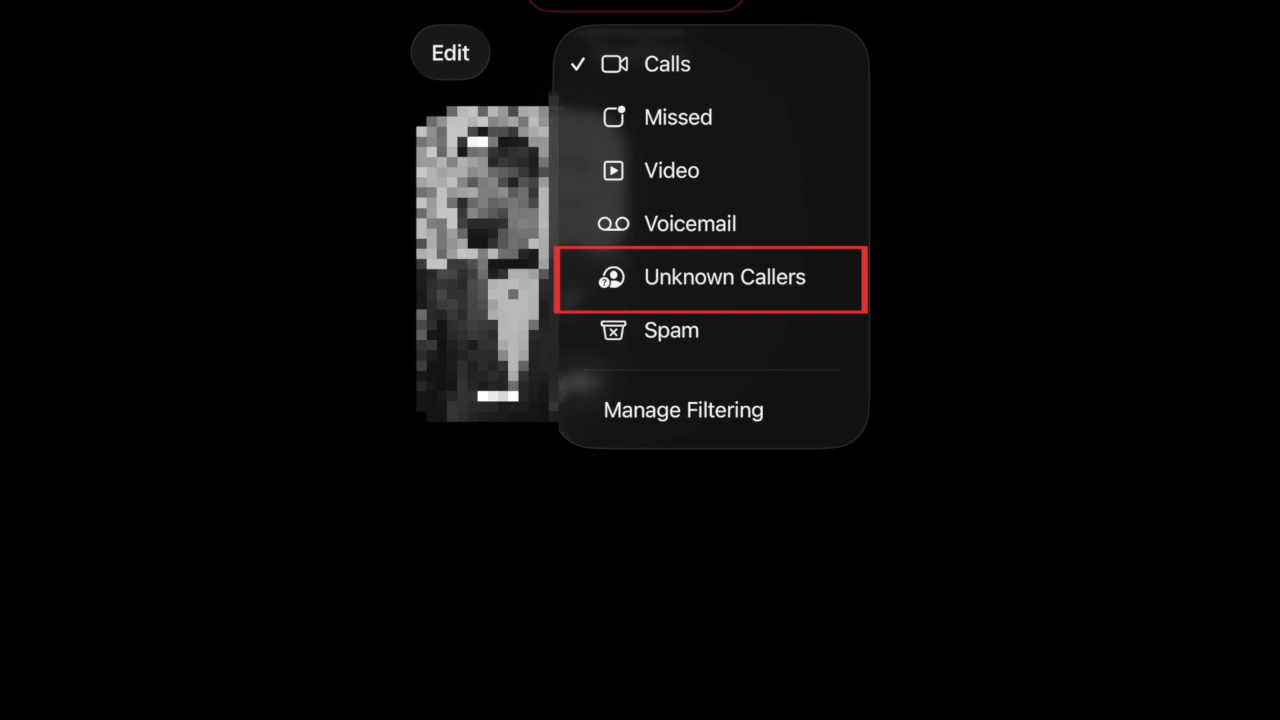 Edit
Calls
Missed
Video
Voicemail
Unknown Callers
Spam
Manage Filtering